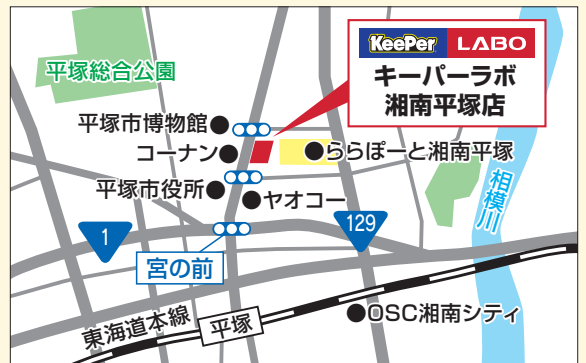 KeePer LABO
キーパーラボ
湘南平塚店
平塚総合公園
平塚市博物館
コーナン
ららぽーと湘南平塚
平塚市役所
ヤオコー
相模川
1
129
宮の前
OSC湘南シティ
東海道本線
平塚